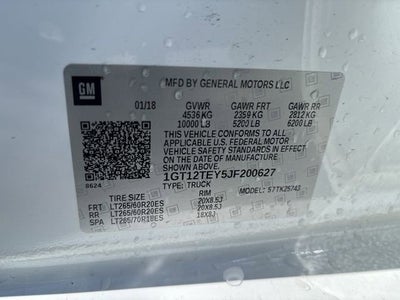 GM
MFD BY GENERAL MOTORS LLC
01/18 GVWR GAWR FRT GAWR RR
4536 KG 2359 KG 2812 KG
10000 LB 5200 LB 6200 LB
THIS VEHICLE CONFORMS TO ALL
APPLICABLE U.S. FEDERAL MOTOR
VEHICLE SAFETY STANDARDS IN
EFFECT ON THE DATE OF MANUFACTURE
SHOWN ABOVE.
1GT12TEY5JF200627
8624 TYPE: TRUCK MODEL:
TIRE SIZE RIM
FRT LT265/60R20ES 20X8.5J
RR LT265/60R20ES 20X8.5J
SPA LT265/70R18ES 18X8J